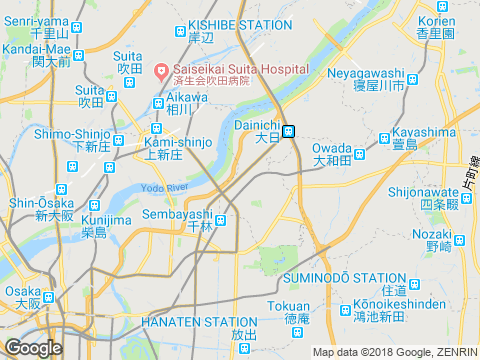 Senri-yama
千里山
Kandai-Mae
関大前
KISHIBE STATION
岸辺
Korien
香里園
Suita
吹田
Saiseikai Suita Hospital
済生会吹田病院
Neyagawashi
寝屋川市
Suita
吹田
Aikawa
相川
Dainichi
大日
Kayashima
萱島
Shimo-Shinjo
下新庄
Kami-shinjo
上新庄
Owada
大和田
片町線
Yodo River
Shijonawate
四条畷
Shin-Ōsaka
新大阪
Kunijima
柴島
Sembayashi
千林
Nozaki
野崎
SUMINODŌ STATION
住道
Osaka
大阪
Tokuan
徳庵
Kōnoikeshinden
鴻池新田
HANATEN STATION
放出
Google
Map data ©2018 Google, ZENRIN